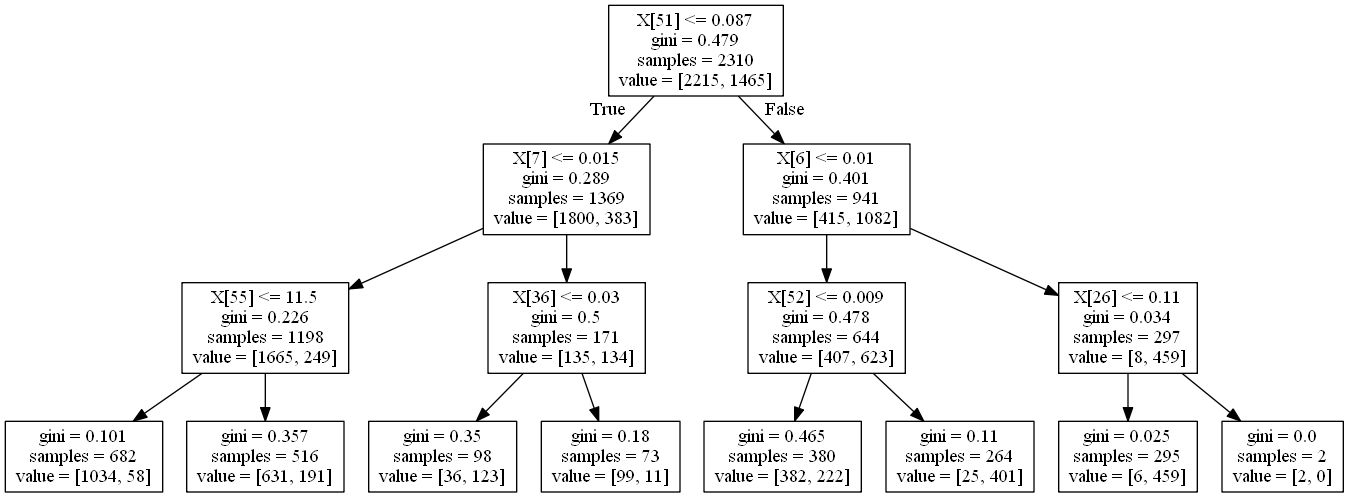 X[51] <= 0.087
gini = 0.479
samples = 2310
value = [2215, 1465]
True
False
X[7] <= 0.015
gini = 0.289
samples = 1369
value = [1800, 383]
X[6] <= 0.01
gini = 0.401
samples = 941
value = [415, 1082]
X[55] <= 11.5
gini = 0.226
samples = 1198
value = [1665, 249]
X[36] <= 0.03
gini = 0.5
samples = 171
value = [135, 134]
X[52] <= 0.009
gini = 0.478
samples = 644
value = [407, 623]
X[26] <= 0.11
gini = 0.034
samples = 297
value = [8, 459]
gini = 0.101
samples = 682
value = [1034, 58]
gini = 0.357
samples = 516
value = [631, 191]
gini = 0.35
samples = 98
value = [36, 123]
gini = 0.18
samples = 73
value = [99, 11]
gini = 0.465
samples = 380
value = [382, 222]
gini = 0.11
samples = 264
value = [25, 401]
gini = 0.025
samples = 295
value = [6, 459]
gini = 0.0
samples = 2
value = [2, 0]